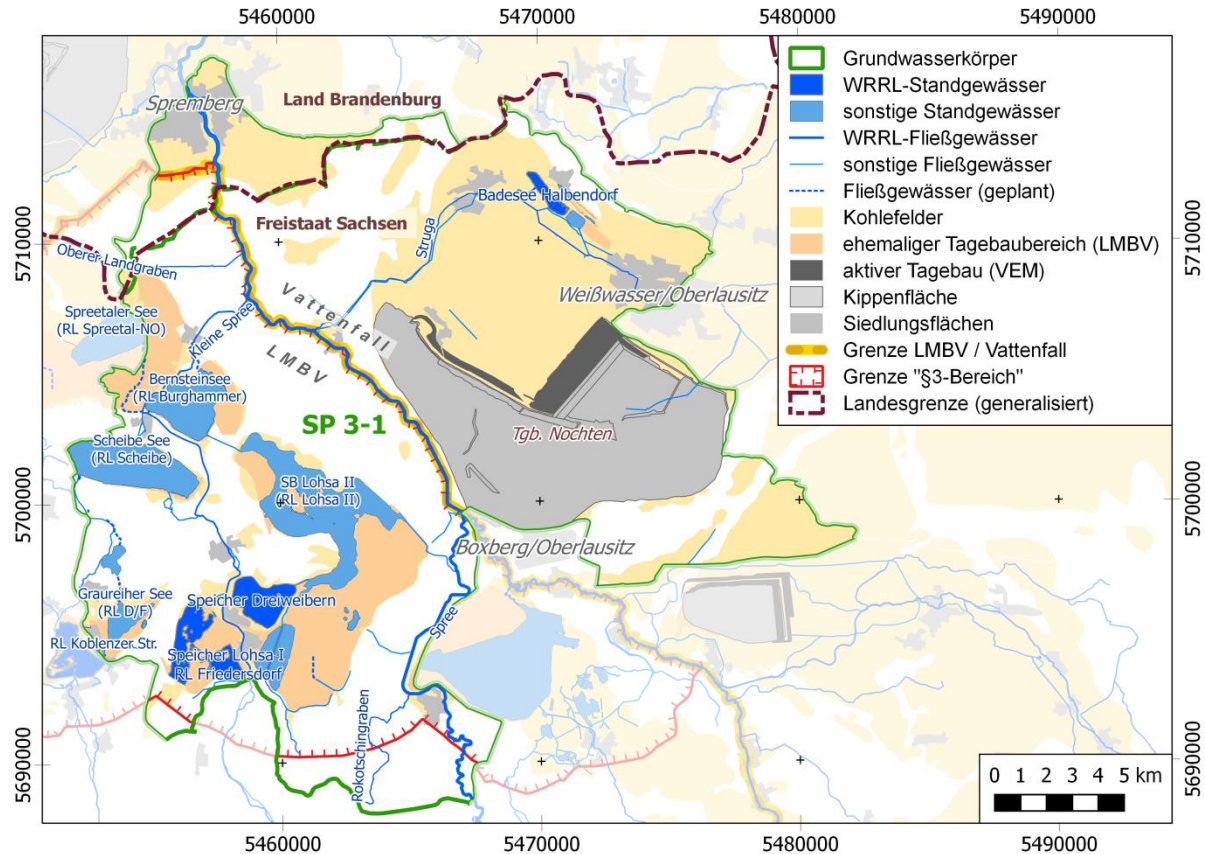 5460000
5470000
5480000
5490000
Grundwasserkörper
WRRL-Standgewässer
sonstige Standgewässer
WRRL-Fließgewässer
sonstige Fließgewässer
Fließgewässer (geplant)
Kohlefelder
ehemaliger Tagebaubereich (LMBV)
aktiver Tagebau (VEM)
Kippenfläche
Siedlungsflächen
Grenze LMBV / Vattenfall
Grenze "§3-Bereich"
Landesgrenze (generalisiert)
Spremberg
Land Brandenburg
Badesee Halbendorf
Freistaat Sachsen
Struga
5710000
5710000
Oberer Landgraben
Weißwasser/Oberlausitz
Spreetaler See
(RL Spreetal-NO)
Kleine Spree
Vattenfall
LMBV
Bernsteinsee
(RL Burghammer)
SP 3-1
Tgb. Nochten
Scheibe See
(RL Scheibe)
SB Lohsa II
(RL Lohsa II)
5700000
5700000
Boxberg/Oberlausitz
Graureiher See
(RL D/F)
Speicher Dreiweibern
Spree
RL Koblenzer Str.
Speicher Lohsa I
RL Friedersdorf
Rokotschingraben
5690000
5690000
0 1 2 3 4 5 km
5460000
5470000
5480000
5490000